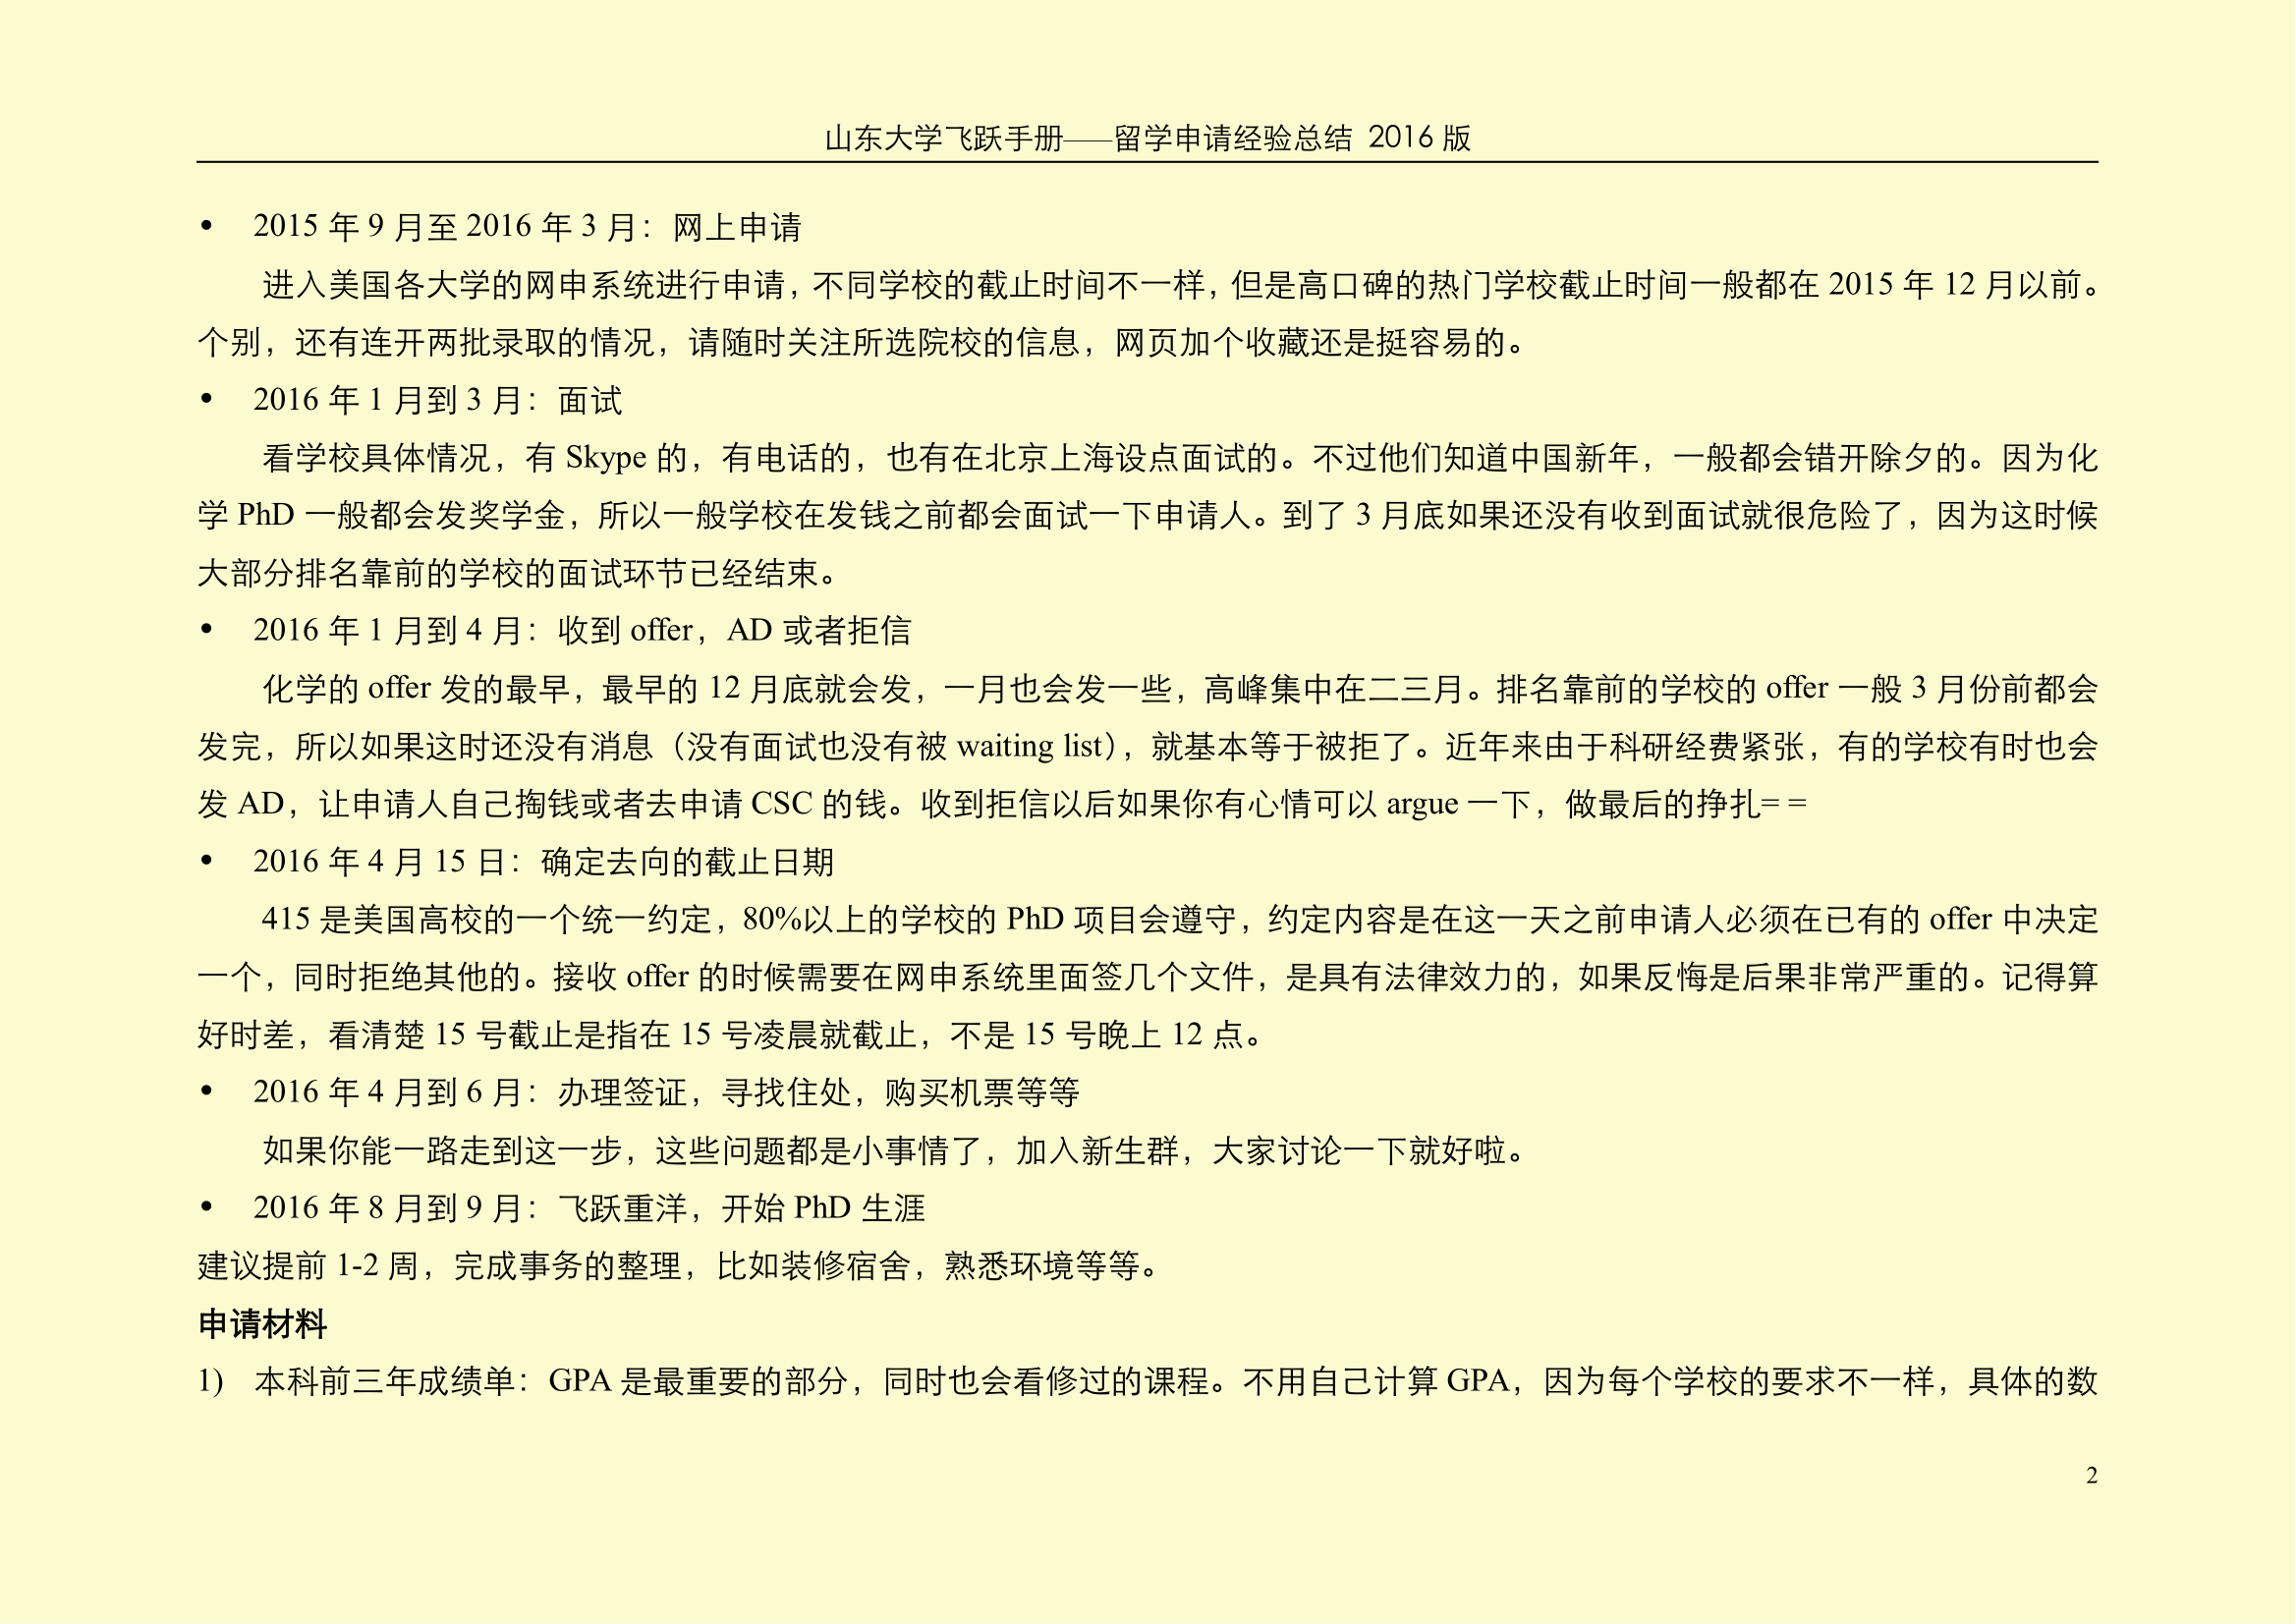 山东大学飞跃手册——留学申请经验总结 2016 版
• 2015 年 9 月至 2016 年 3 月：网上申请
进入美国各大学的网申系统进行申请，不同学校的截止时间不一样，但是高口碑的热门学校截止时间一般都在 2015 年 12 月以前。
个别，还有连开两批录取的情况，请随时关注所选院校的信息，网页加个收藏还是挺容易的。
• 2016 年 1 月到 3 月：面试
看学校具体情况，有 Skype 的，有电话的，也有在北京上海设点面试的。不过他们知道中国新年，一般都会错开除夕的。因为化
学 PhD 一般都会发奖学金，所以一般学校在发钱之前都会面试一下申请人。到了 3 月底如果还没有收到面试就很危险了，因为这时候
大部分排名靠前的学校的面试环节已经结束。
• 2016 年 1 月到 4 月：收到 offer，AD 或者拒信
化学的 offer 发的最早，最早的 12 月底就会发，一月也会发一些，高峰集中在二三月。排名靠前的学校的 offer 一般 3 月份前都会
发完，所以如果这时还没有消息（没有面试也没有被 waiting list），就基本等于被拒了。近年来由于科研经费紧张，有的学校有时也会
发 AD，让申请人自己掏钱或者去申请 CSC 的钱。收到拒信以后如果你有心情可以 argue 一下，做最后的挣扎= =
• 2016 年 4 月 15 日：确定去向的截止日期
415 是美国高校的一个统一约定，80%以上的学校的 PhD 项目会遵守，约定内容是在这一天之前申请人必须在已有的 offer 中决定
一个，同时拒绝其他的。接收 offer 的时候需要在网申系统里面签几个文件，是具有法律效力的，如果反悔是后果非常严重的。记得算
好时差，看清楚 15 号截止是指在 15 号凌晨就截止，不是 15 号晚上 12 点。
• 2016 年 4 月到 6 月：办理签证，寻找住处，购买机票等等
如果你能一路走到这一步，这些问题都是小事情了，加入新生群，大家讨论一下就好啦。
• 2016 年 8 月到 9 月：飞跃重洋，开始 PhD 生涯
建议提前 1-2 周，完成事务的整理，比如装修宿舍，熟悉环境等等。
申请材料
1) 本科前三年成绩单：GPA 是最重要的部分，同时也会看修过的课程。不用自己计算 GPA，因为每个学校的要求不一样，具体的数
2